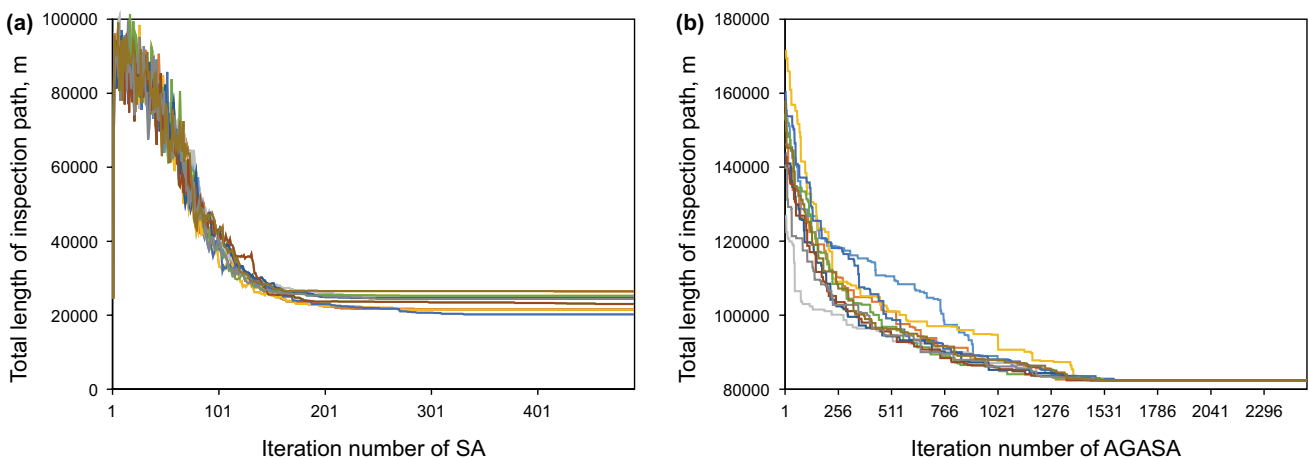 (a)
Total length of inspection path, m
100000
80000
60000
40000
20000
0
1 101 201 301 401
Iteration number of SA
(b)
Total length of inspection path, m
180000
160000
140000
120000
100000
80000
1 256 511 766 1021 1276 1531 1786 2041 2296
Iteration number of AGASA